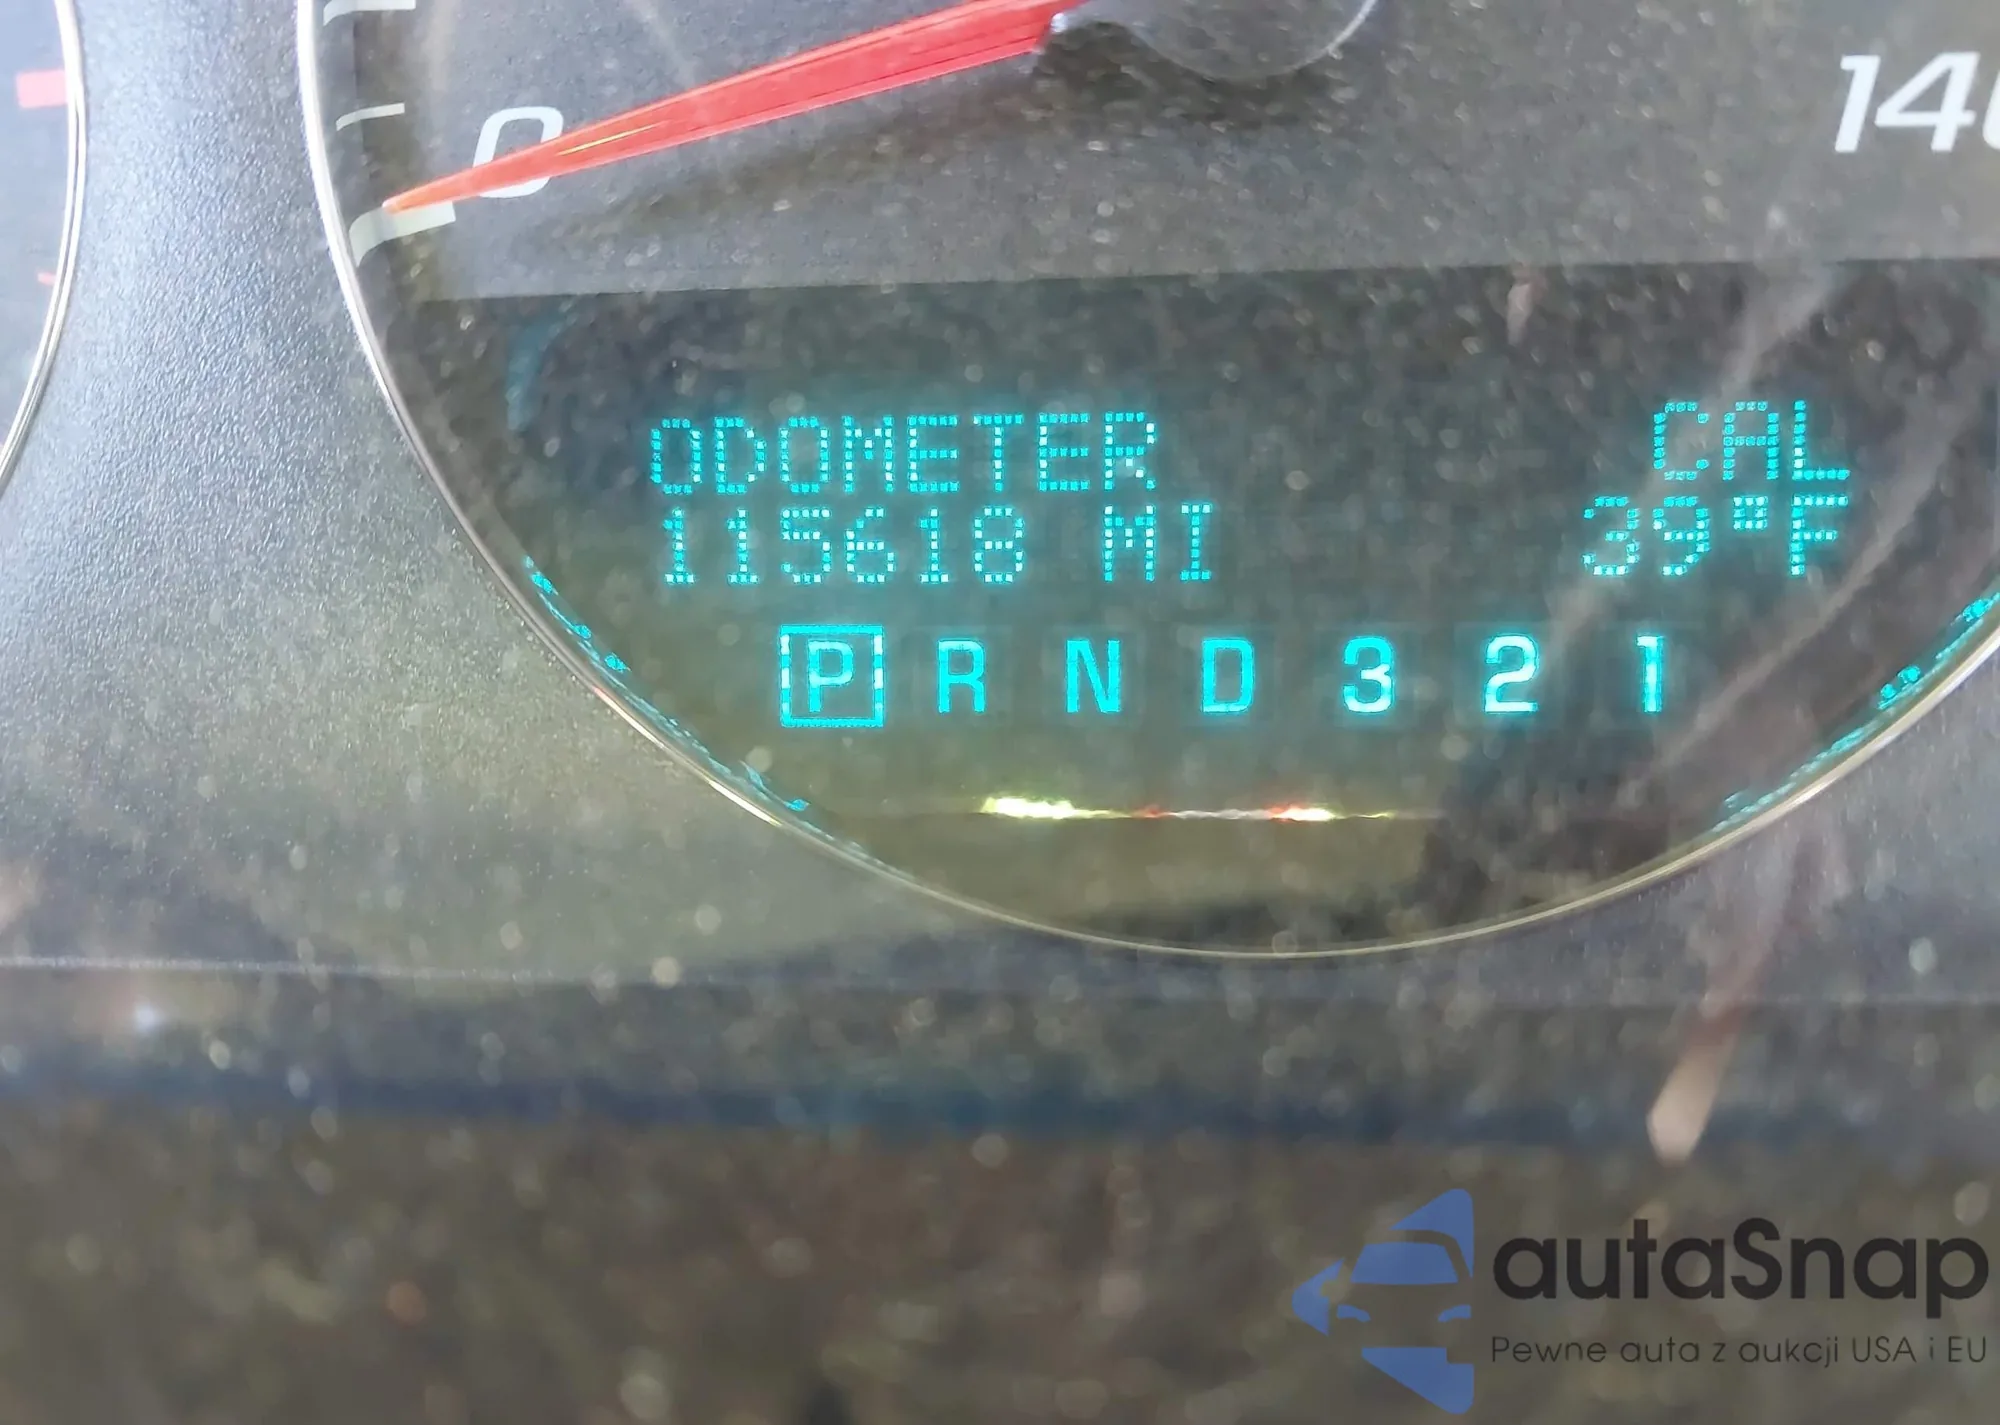 0
140
ODOMETER CAL
115618 MI 39°F
P R N D 3 2 1
autaSnap
Pewne auta z aukcji USA i EU